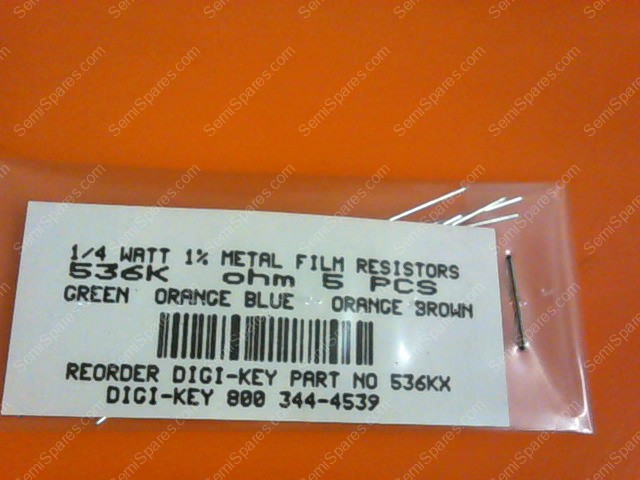 1/4 WATT 1% METAL FILM RESISTORS
536K ohm 5 PCS
GREEN ORANGE BLUE ORANGE BROWN
REORDER DIGI-KEY PART NO 536KX
DIGI-KEY 800 344-4539
SemiSpares.com